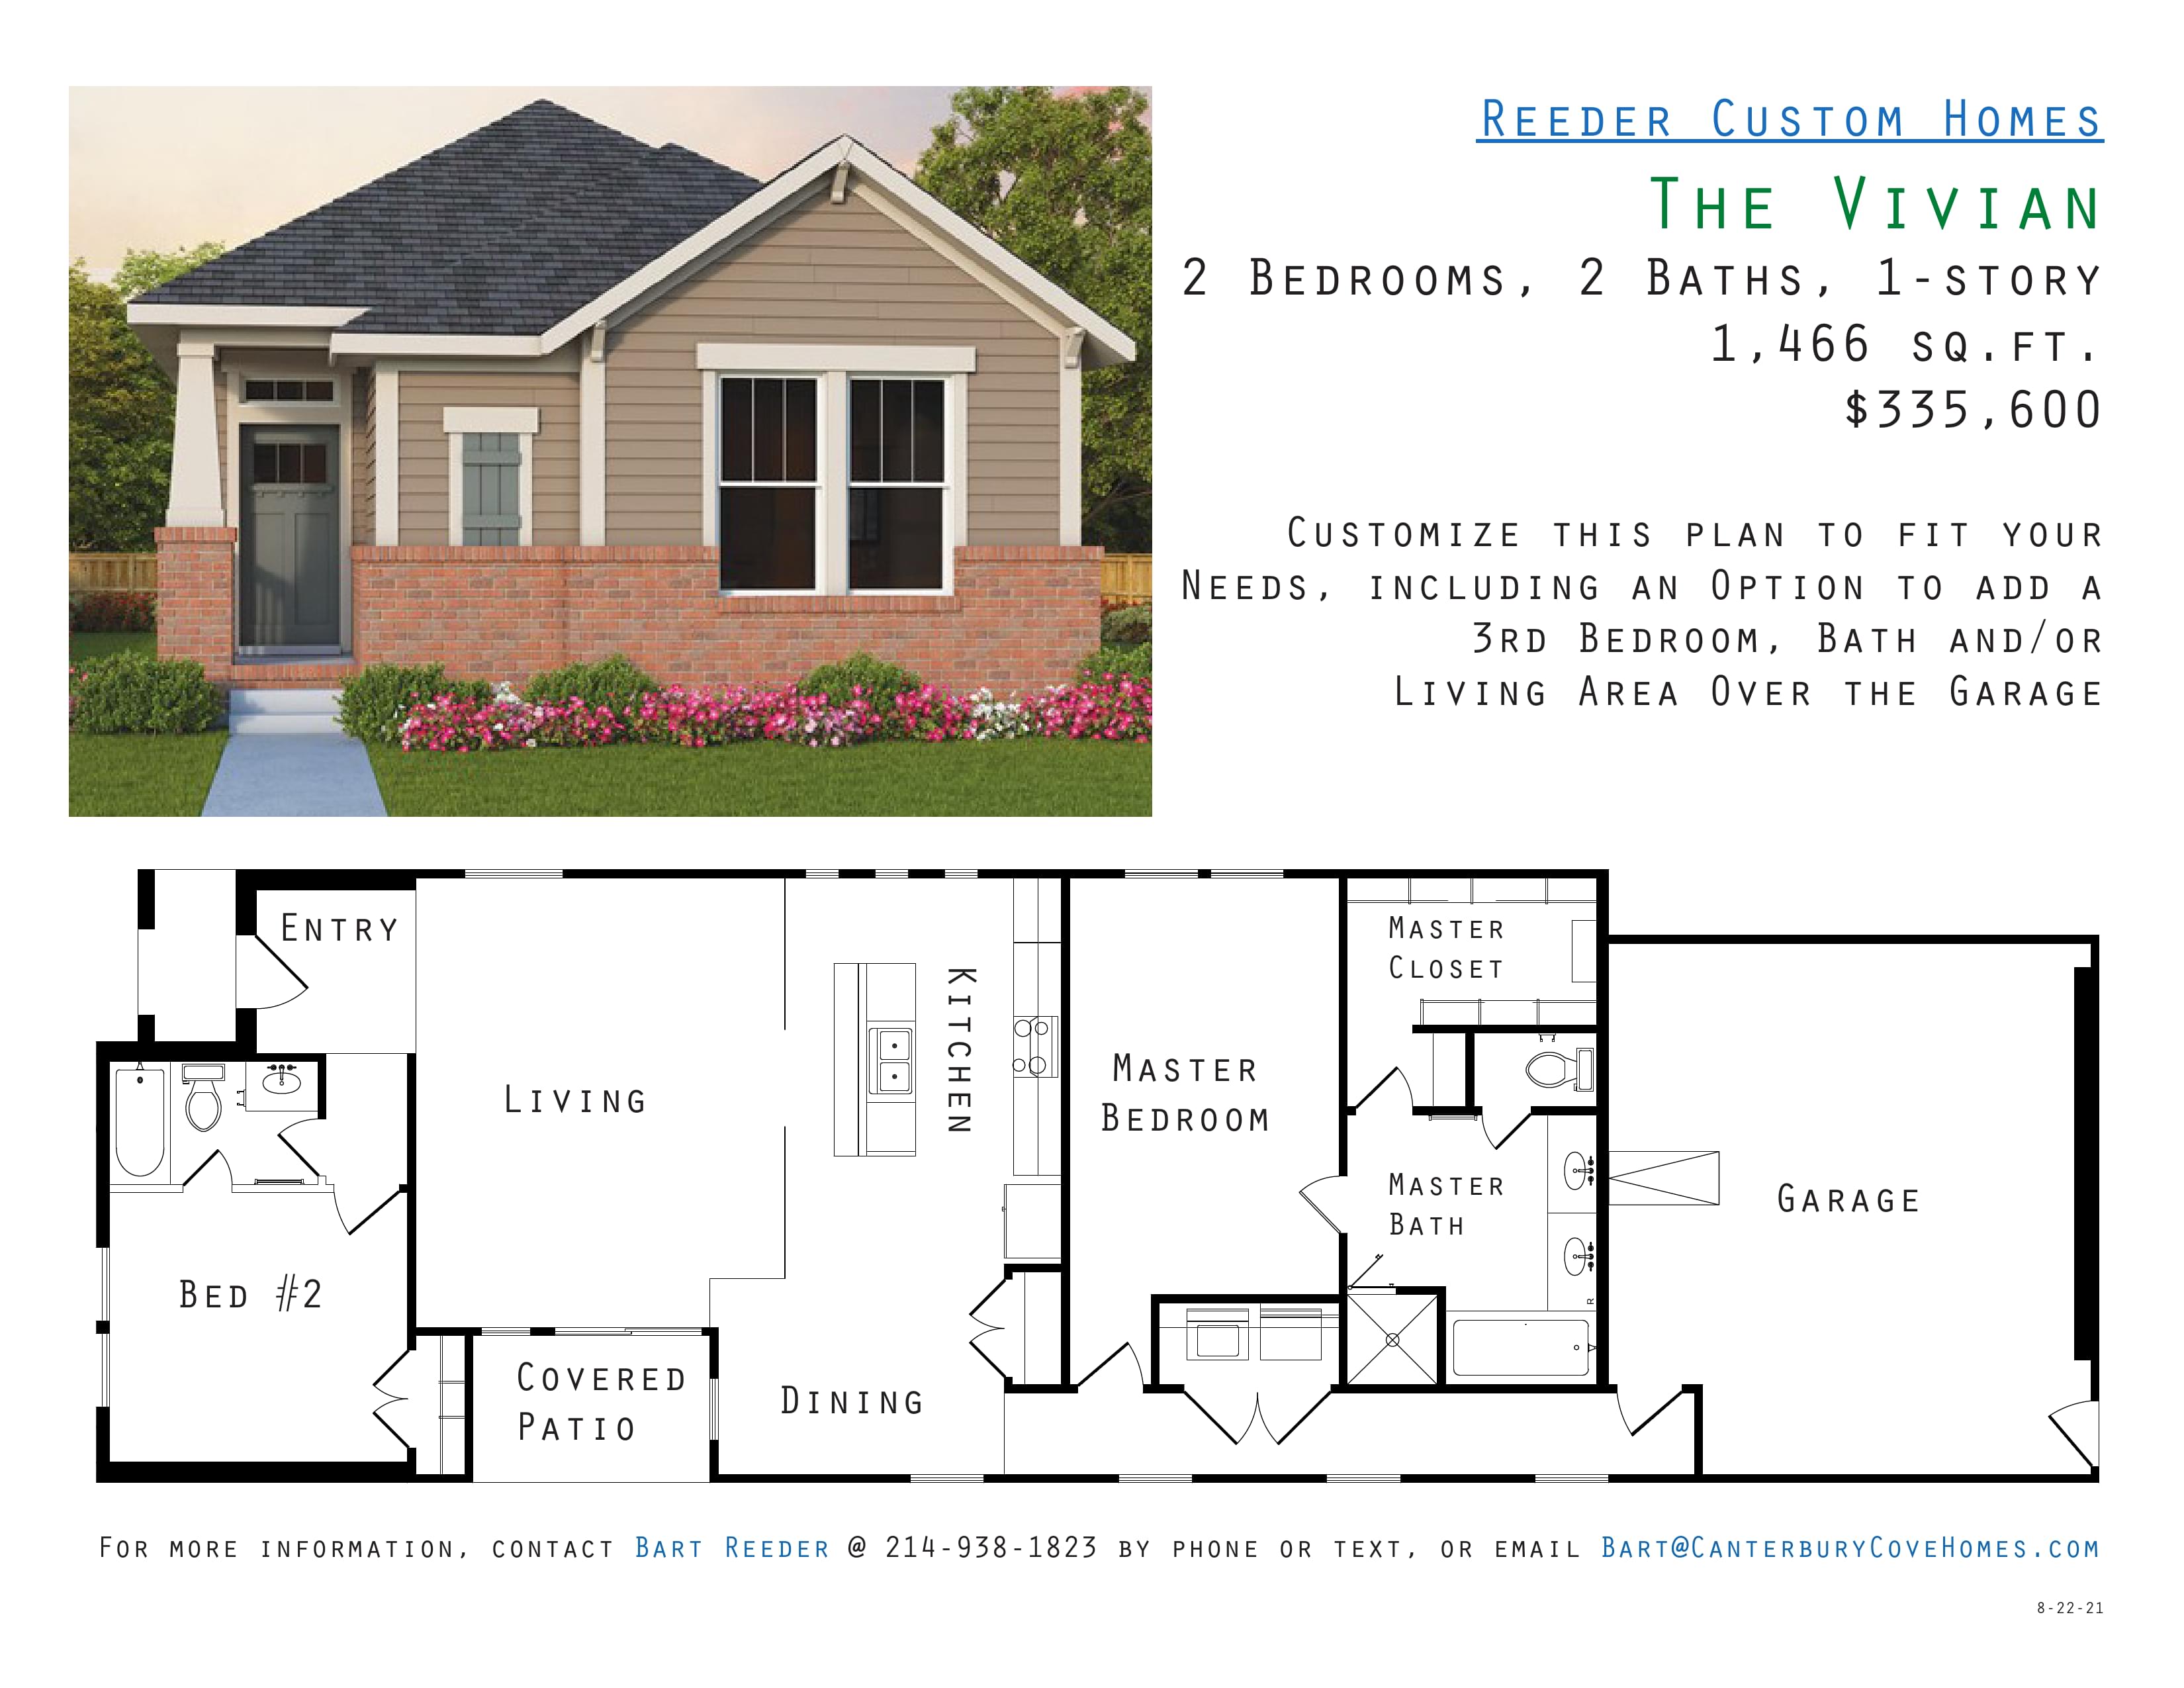 Reeder Custom Homes
The Vivian
2 Bedrooms, 2 Baths, 1-story
1,466 sq.ft.
$335,600
Customize this plan to fit your
Needs, including an Option to add a
3rd Bedroom, Bath and/or
Living Area Over the Garage
Entry
Living
Kitchen
Master
Bedroom
Master
Closet
Master
Bath
R
Garage
Bed #2
Covered
Patio
Dining
For more information, contact Bart Reeder @ 214-938-1823 by phone or text, or email Bart@CanterburyCoveHomes.com
8-22-21